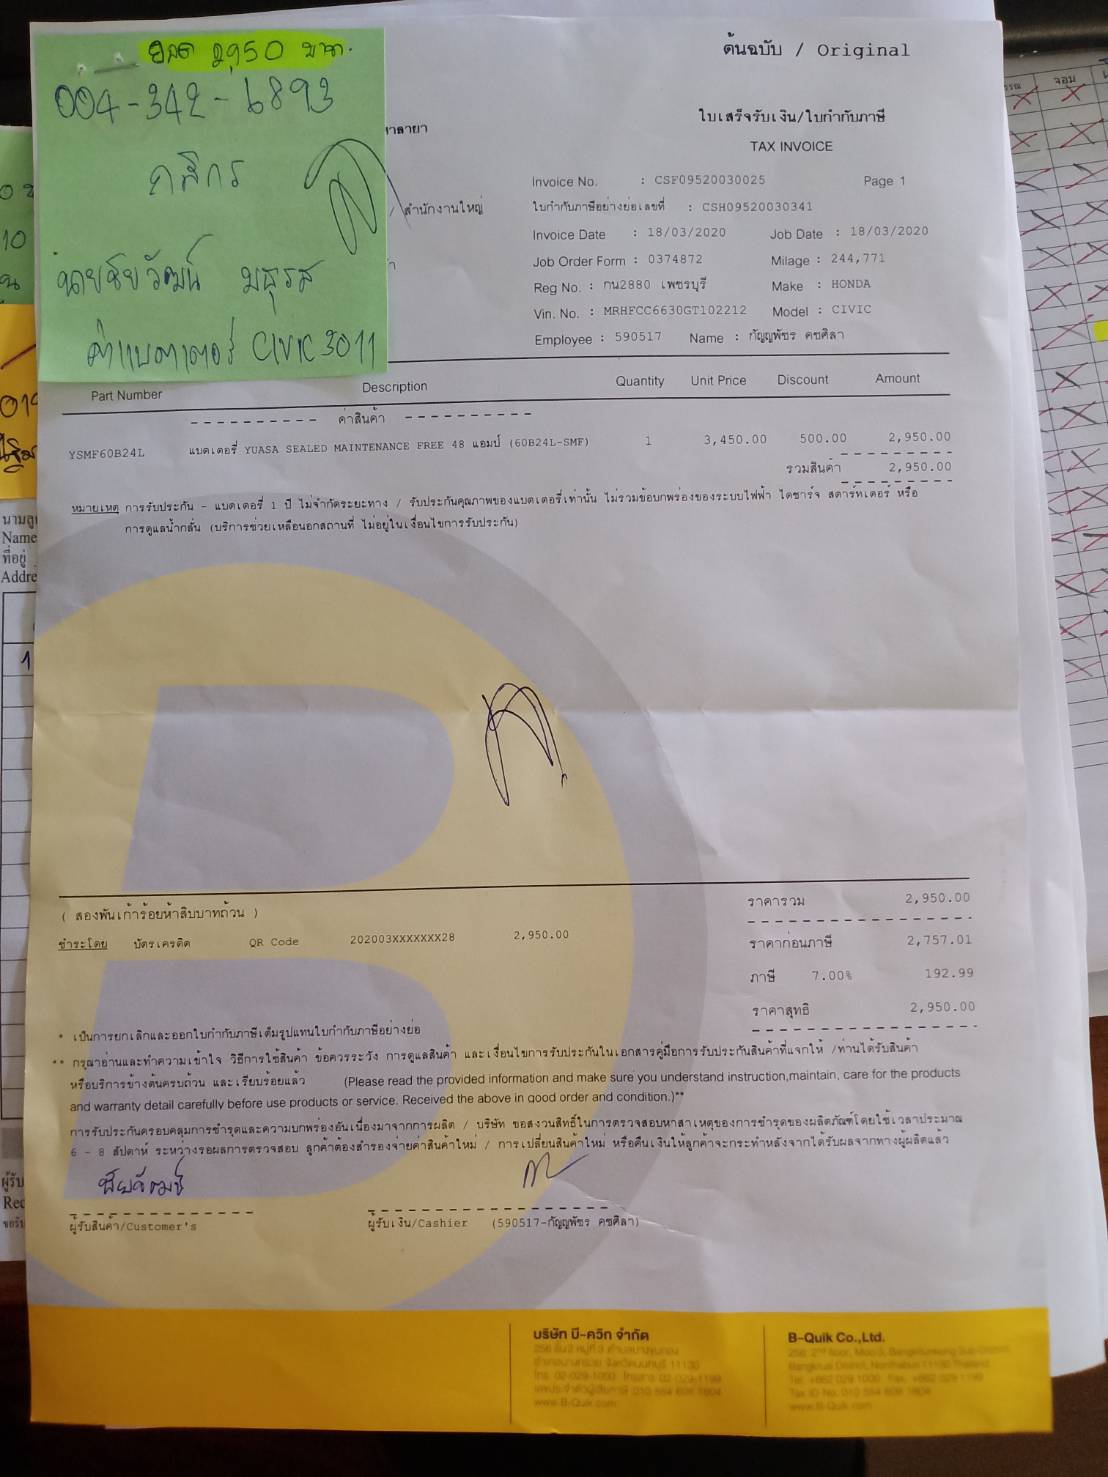 ยอด 2950 บาท.
004-342-6893
กสิกร
นายชัยวัฒน์ มธุรส
ค่าแบตเตอร์ CIVIC 3011
ต้นฉบับ / Original
ใบเสร็จรับเงิน/ใบกำกับภาษี
TAX INVOICE
าลายา
/ สำนักงานใหญ่
Invoice No. : CSF09520030025 Page 1
ใบกำกับภาษีอย่างย่อเลขที่ : CSH09520030341
Invoice Date : 18/03/2020 Job Date : 18/03/2020
Job Order Form : 0374872 Milage : 244,771
Reg No. : กน2880 เพชรบุรี Make : HONDA
Vin. No. : MRHFCC6630GT102212 Model : CIVIC
Employee : 590517 Name : กัญญพัชร คชศิลา
Part Number Description Quantity Unit Price Discount Amount
---------- ค่าสินค้า ----------
YSMF60B24L แบตเตอรี่ YUASA SEALED MAINTENANCE FREE 48 แอมป์ (60B24L-SMF) 1 3,450.00 500.00 2,950.00
รวมสินค้า 2,950.00
หมายเหตุ การรับประกัน - แบตเตอรี่ 1 ปี ไม่จำกัดระยะทาง / รับประกันคุณภาพของแบตเตอรี่เท่านั้น ไม่รวมข้อบกพร่องของระบบไฟฟ้า ไดชาร์จ สตาร์ทเตอร์ หรือ
การดูแลน้ำกลั่น (บริการช่วยเหลือนอกสถานที่ ไม่อยู่ในเงื่อนไขการรับประกัน)
( สองพันเก้าร้อยห้าสิบบาทถ้วน ) ราคารวม 2,950.00
ชำระโดย บัตรเครดิต QR Code 202003XXXXXXX28 2,950.00
ราคาก่อนภาษี 2,757.01
ภาษี 7.00% 192.99
ราคาสุทธิ 2,950.00
* เป็นการยกเลิกและออกใบกำกับภาษีเต็มรูปแทนใบกำกับภาษีอย่างย่อ
** กรุณาอ่านและทำความเข้าใจ วิธีการใช้สินค้า ข้อควรระวัง การดูแลสินค้า และเงื่อนไขการรับประกันในเอกสารคู่มือการรับประกันสินค้าที่แจกให้ /ท่านได้รับสินค้า
หรือบริการข้างต้นครบถ้วน และเรียบร้อยแล้ว (Please read the provided information and make sure you understand instruction,maintain, care for the products
and warranty detail carefully before use products or service. Received the above in good order and condition.)**
การรับประกันครอบคลุมการชำรุดและความบกพร่องอันเนื่องมาจากการผลิต / บริษัท ขอสงวนสิทธิ์ในการตรวจสอบหาสาเหตุของการชำรุดของผลิตภัณฑ์โดยใช้เวลาประมาณ
6 - 8 สัปดาห์ ระหว่างรอผลการตรวจสอบ ลูกค้าต้องสำรองจ่ายค่าสินค้าใหม่ / การเปลี่ยนสินค้าใหม่ หรือคืนเงินให้ลูกค้าจะกระทำหลังจากได้รับผลจากทางผู้ผลิตแล้ว
ชัยวัฒน์
ผู้รับสินค้า/Customer's ผู้รับเงิน/Cashier (590517-กัญญพัชร คชศิลา)
บริษัท บี-ควิก จำกัด
B-Quik Co.,Ltd.
www.B-Quik.com
www.B-Quik.com
จอม
Name
ที่อยู่
Addre